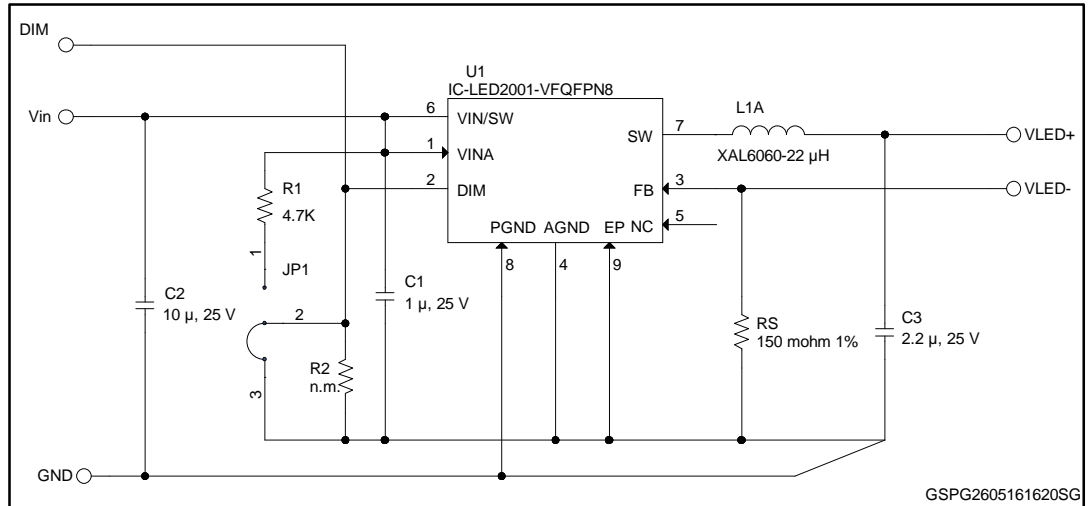 DIM
U1
IC-LED2001-VFQFPN8
Vin
6
VIN/SW
L1A
7
SW
VLED+
1
VINA
XAL6060-22 µH
2
DIM
3
FB
VLED-
R1
4.7K
5
NC
PGND
AGND
EP
8
4
9
1
JP1
C2
10 µ, 25 V
C1
1 µ, 25 V
2
RS
150 mohm 1%
C3
2.2 µ, 25 V
R2
n.m.
3
GND
GSPG2605161620SG